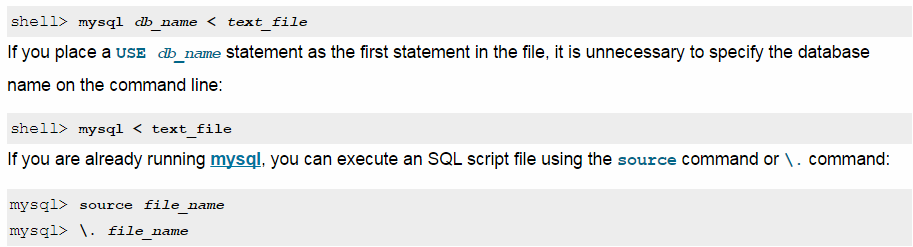 shell> mysql db_name < text_file
If you place a USE db_name statement as the first statement in the file, it is unnecessary to specify the database
name on the command line:
shell> mysql < text_file
If you are already running mysql, you can execute an SQL script file using the source command or \. command:
mysql> source file_name
mysql> \. file_name